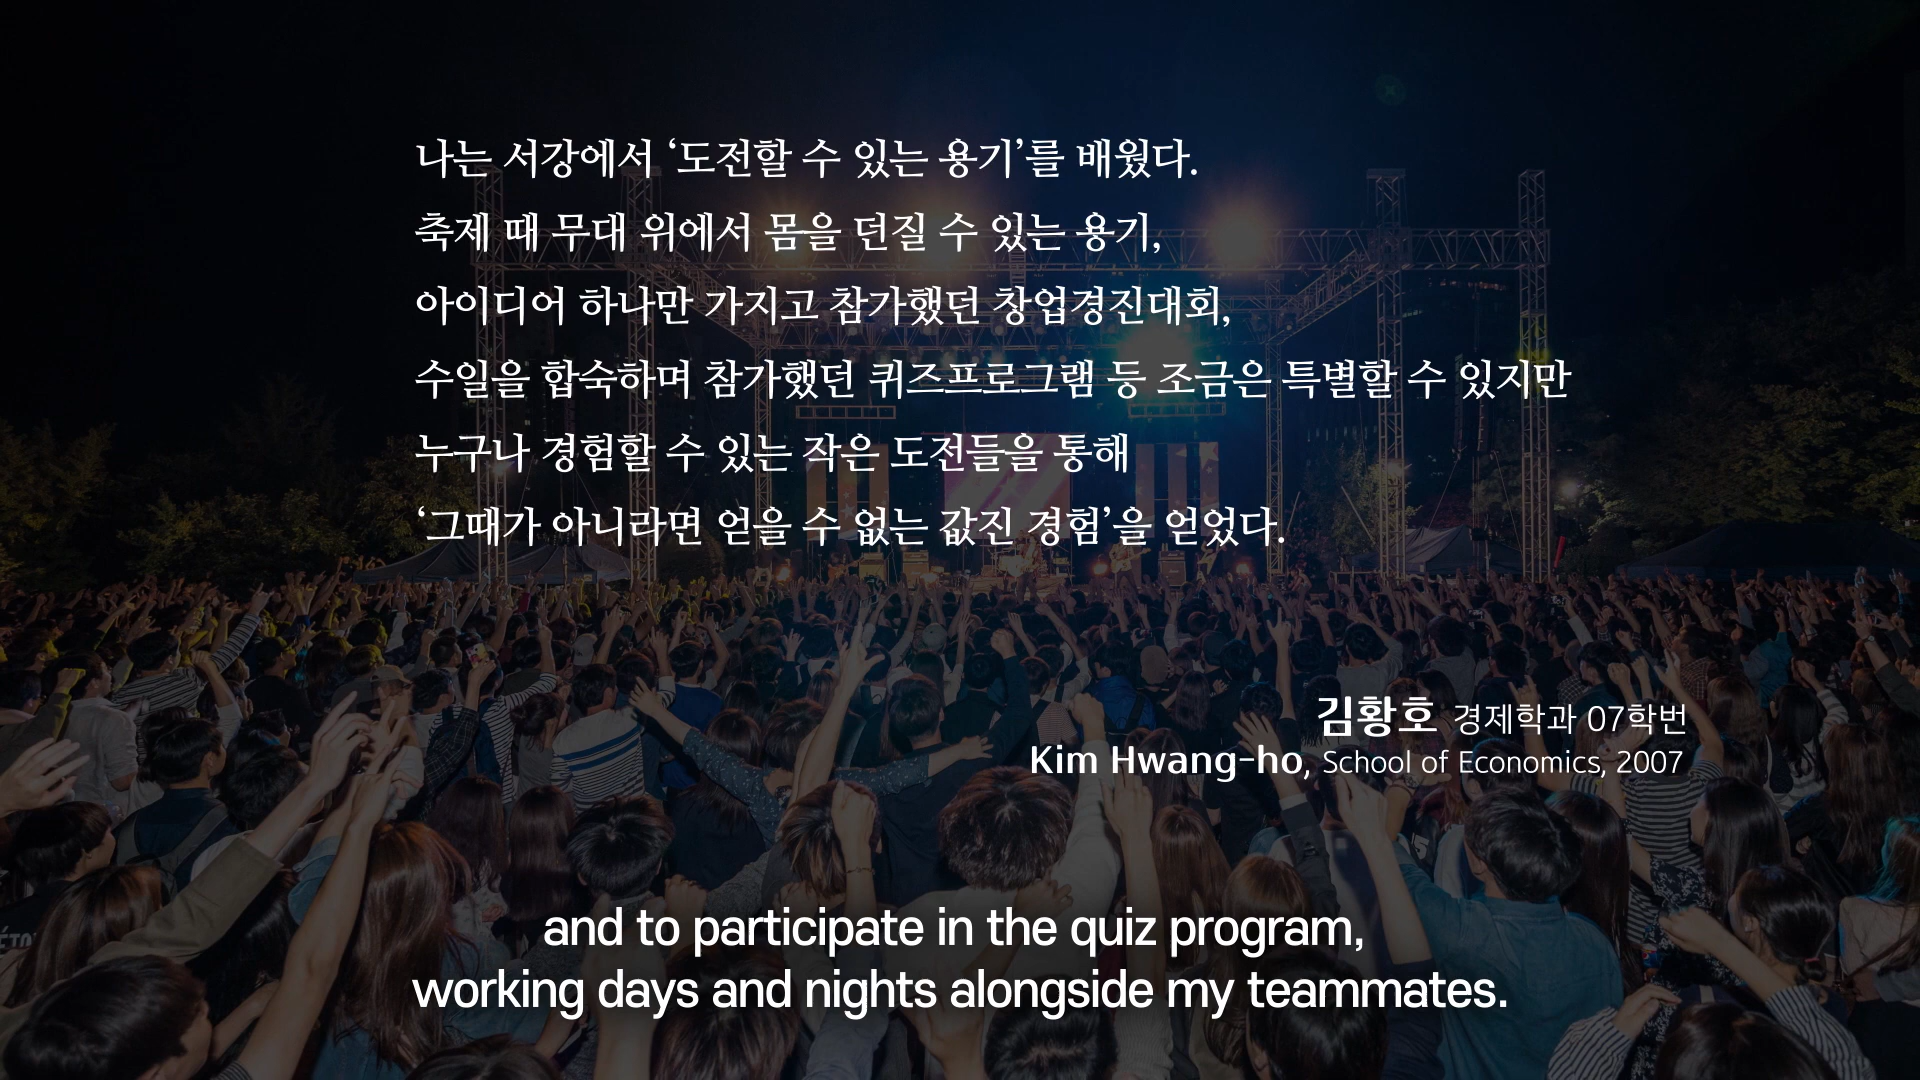 나는 서강에서 ‘도전할 수 있는 용기’를 배웠다.
축제 때 무대 위에서 몸을 던질 수 있는 용기,
아이디어 하나만 가지고 참가했던 창업경진대회,
수일을 합숙하며 참가했던 퀴즈프로그램 등 조금은 특별할 수 있지만
누구나 경험할 수 있는 작은 도전들을 통해
‘그때가 아니라면 얻을 수 없는 값진 경험’을 얻었다.
김황호 경제학과 07학번
Kim Hwang-ho, School of Economics, 2007
and to participate in the quiz program,
working days and nights alongside my teammates.